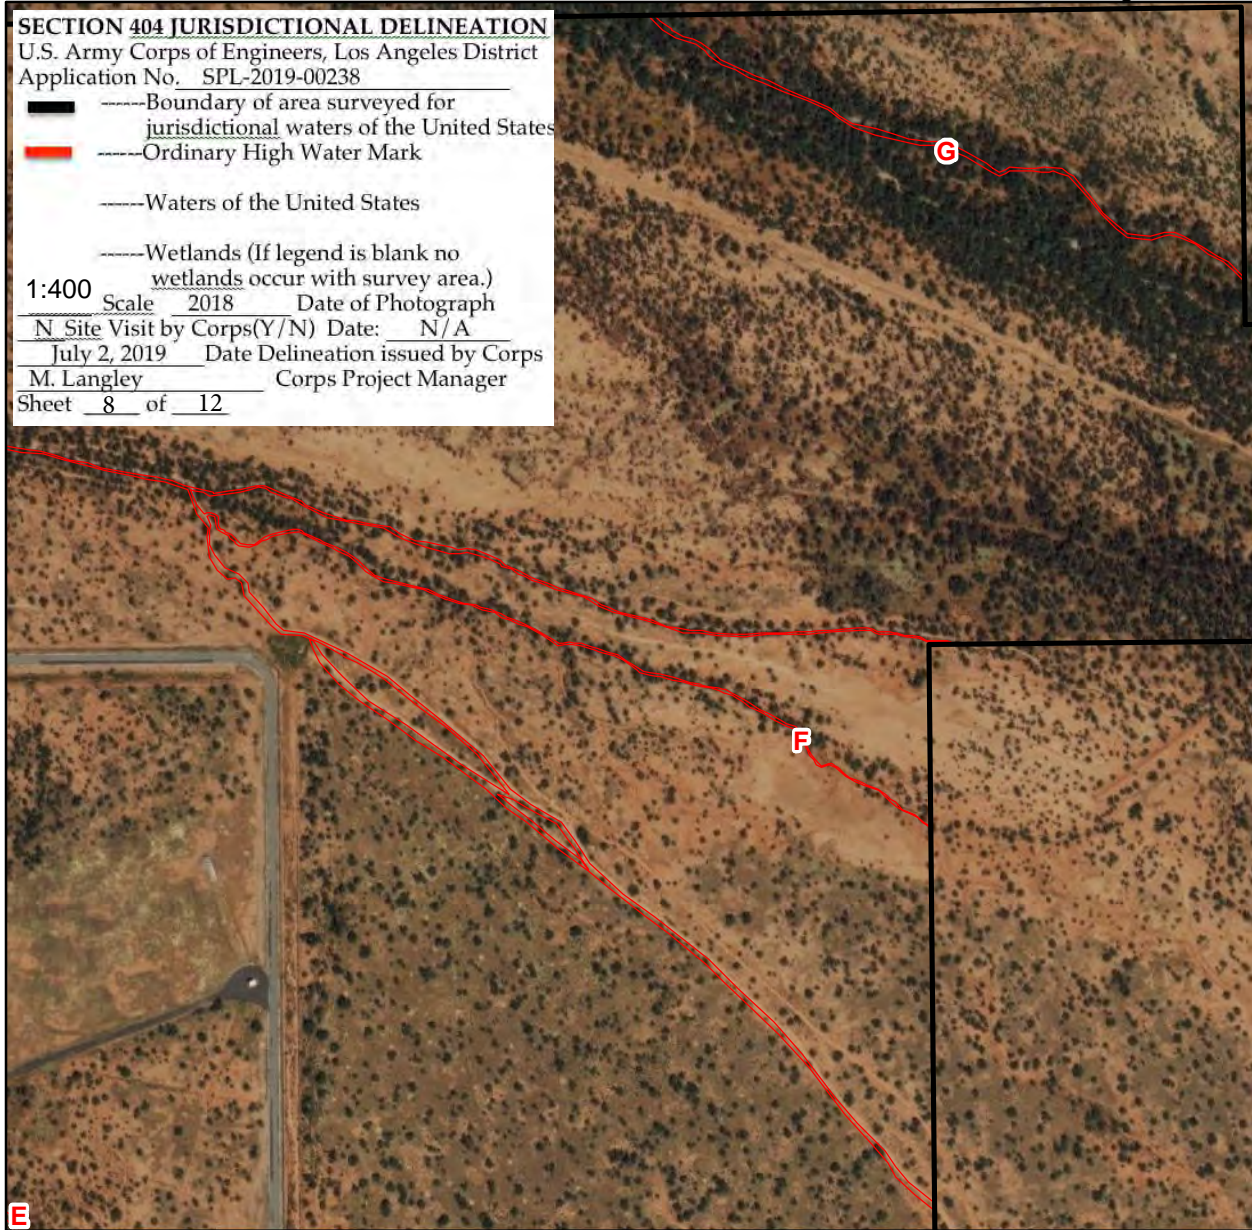 SECTION 404 JURISDICTIONAL DELINEATION
U.S. Army Corps of Engineers, Los Angeles District
Application No. SPL-2019-00238
------Boundary of area surveyed for
jurisdictional waters of the United States
------Ordinary High Water Mark
------Waters of the United States
------Wetlands (If legend is blank no
wetlands occur with survey area.)
1:400 Scale 2018 Date of Photograph
N Site Visit by Corps(Y/N) Date: N/A
July 2, 2019 Date Delineation issued by Corps
M. Langley Corps Project Manager
Sheet 8 of 12
G
F
E